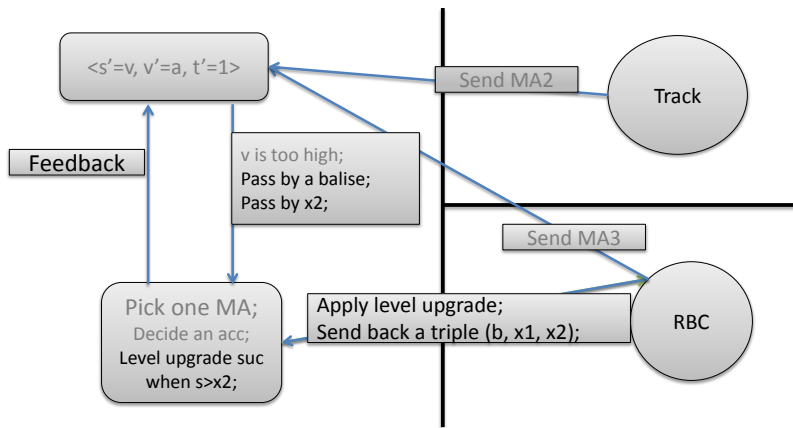 <s’=v, v’=a, t’=1>
Send MA2
Track
Feedback
v is too high;
Pass by a balise;
Pass by x2;
Send MA3
Pick one MA;
Decide an acc;
Level upgrade suc
when s>x2;
Apply level upgrade;
Send back a triple (b, x1, x2);
RBC